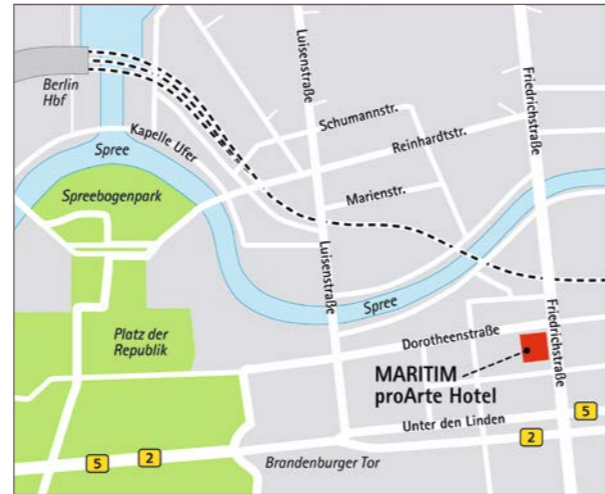 Berlin
Hbf
Luisenstraße
Friedrichstraße
Schumannstr.
Kapelle Ufer
Reinhardtstr.
Spree
Spreebogenpark
Marienstr.
Luisenstraße
Spree
Friedrichstraße
Platz der
Republik
Dorotheenstraße
MARITIM
proArte Hotel
Unter den Linden
5
2
5
2
Brandenburger Tor